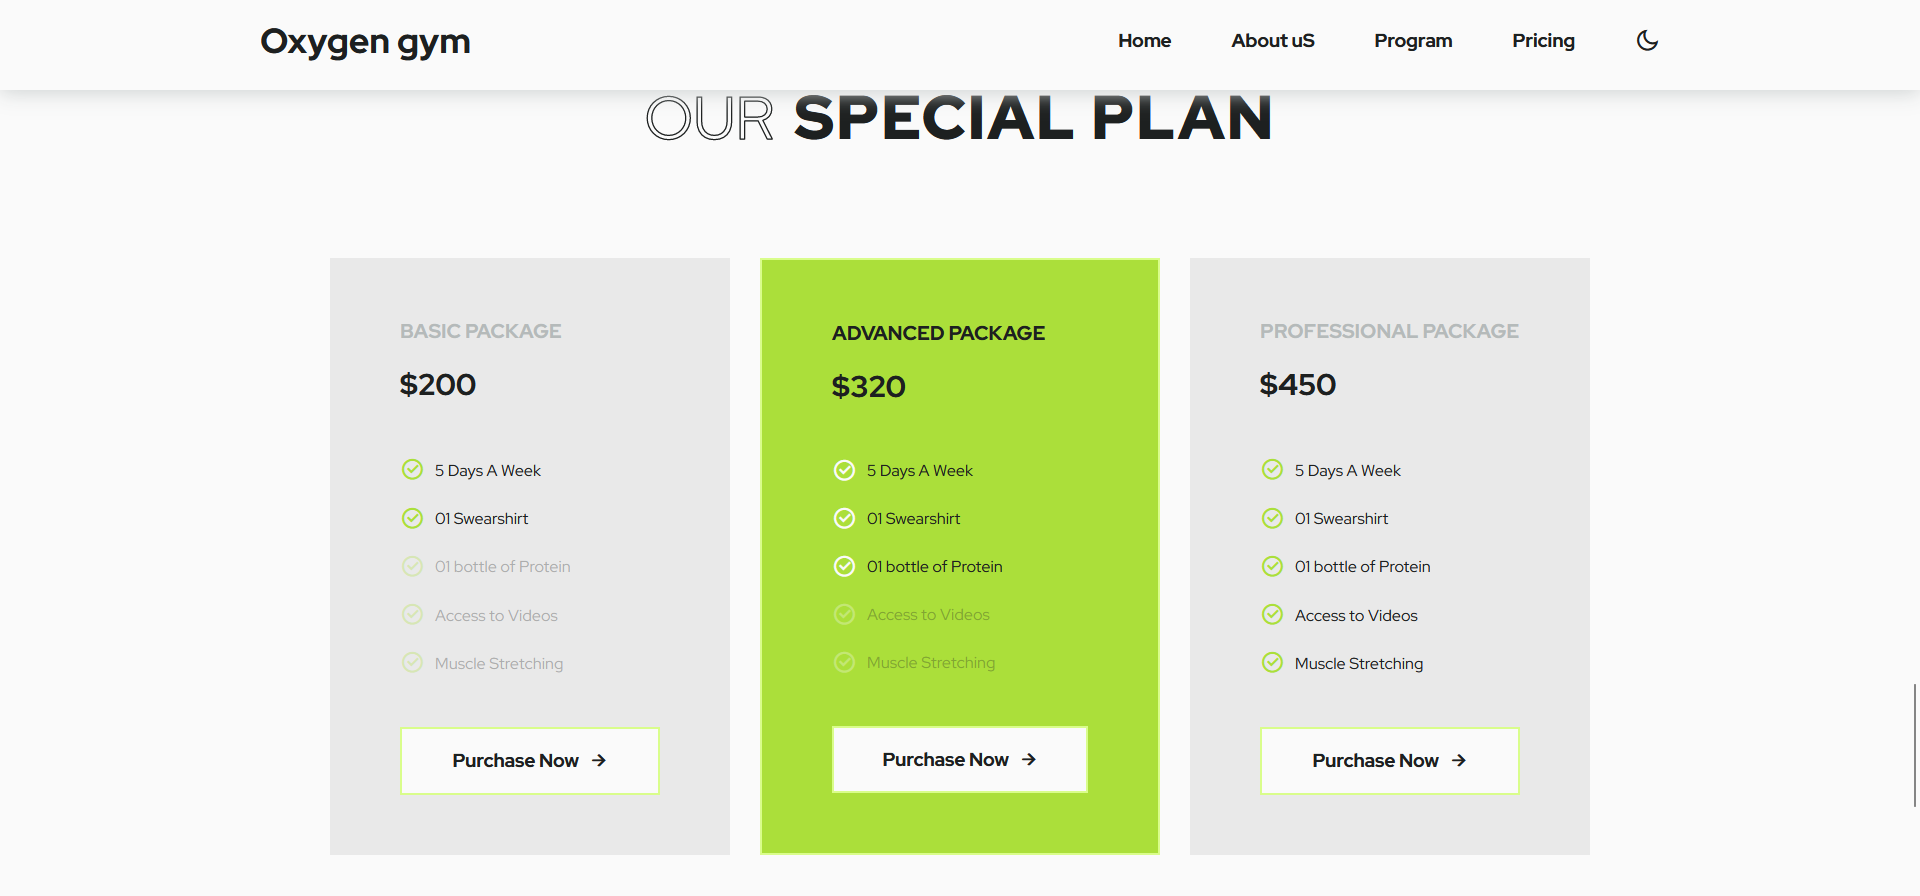 Oxygen gym
Home
About uS
Program
Pricing
OUR SPECIAL PLAN
BASIC PACKAGE
$200
5 Days A Week
01 Swearshirt
01 bottle of Protein
Access to Videos
Muscle Stretching
Purchase Now
ADVANCED PACKAGE
$320
5 Days A Week
01 Swearshirt
01 bottle of Protein
Access to Videos
Muscle Stretching
Purchase Now
PROFESSIONAL PACKAGE
$450
5 Days A Week
01 Swearshirt
01 bottle of Protein
Access to Videos
Muscle Stretching
Purchase Now